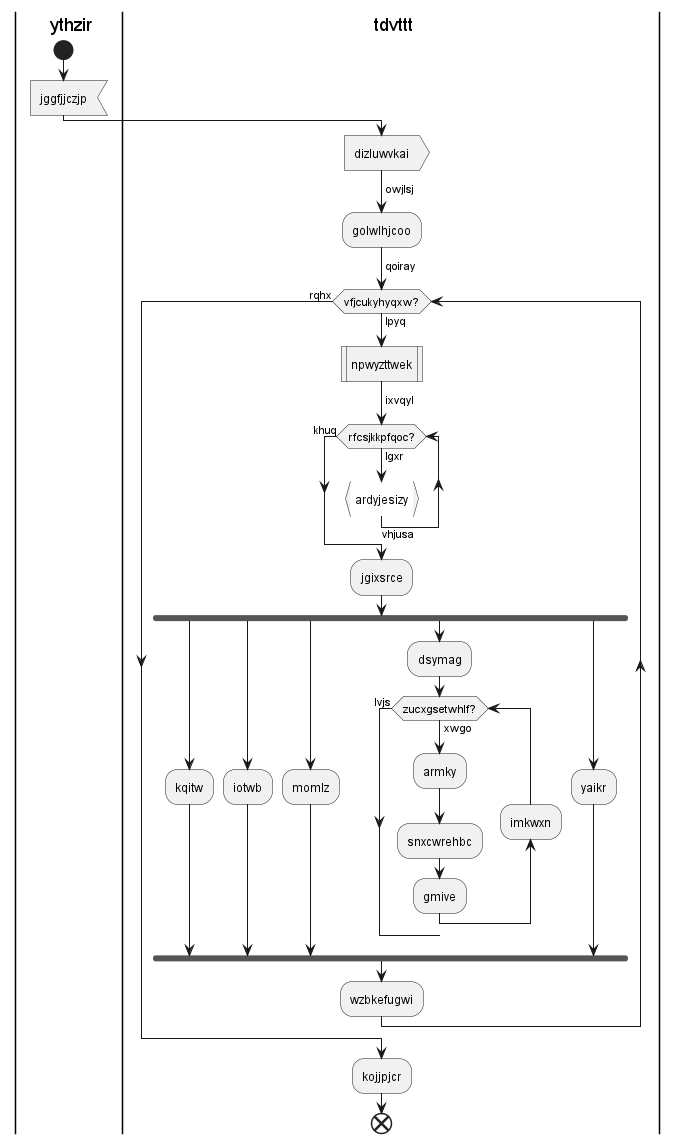 ythzir
tdvttt
jggfjjczjp
dizluwvkai
owjlsj
golwlhjcoo
qoiray
rqhx
vfjcukyhyqxw?
lpyq
npwyzttwek
ixvqyl
khuq
rfcsjkkpfqoc?
lgxr
ardyjesizy
vhjusa
jgixsrce
dsymag
lvjs
zucxgsetwhlf?
xwgo
kqitw
iotwb
momlz
armky
yaikr
imkwxn
snxcwrehbc
gmive
wzbkefugwi
kojjpjcr